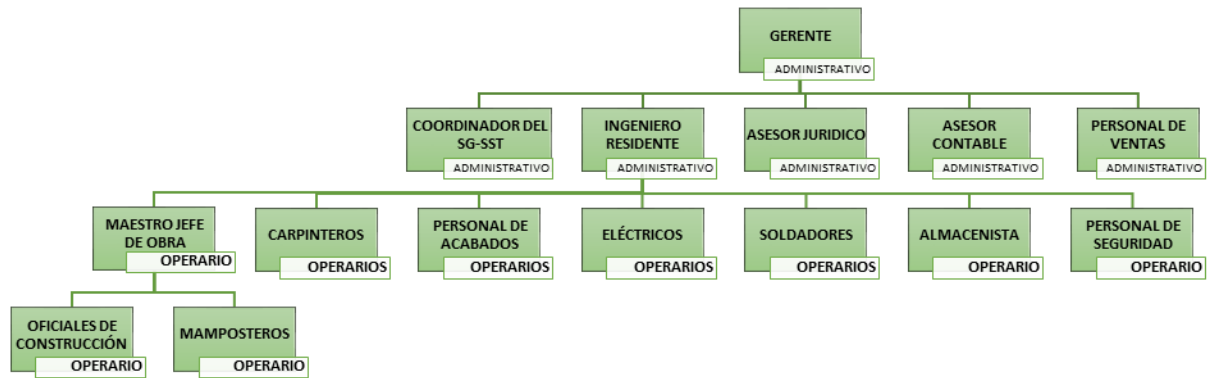 GERENTE
ADMINISTRATIVO
COORDINADOR DEL
SG-SST
ADMINISTRATIVO
INGENIERO
RESIDENTE
ADMINISTRATIVO
ASESOR JURIDICO
ADMINISTRATIVO
ASESOR
CONTABLE
ADMINISTRATIVO
PERSONAL DE
VENTAS
ADMINISTRATIVO
MAESTRO JEFE
DE OBRA
OPERARIO
CARPINTEROS
OPERARIOS
PERSONAL DE
ACABADOS
OPERARIOS
ELÉCTRICOS
OPERARIOS
SOLDADORES
OPERARIOS
ALMACENISTA
OPERARIO
PERSONAL DE
SEGURIDAD
OPERARIO
OFICIALES DE
CONSTRUCCIÓN
OPERARIO
MAMPOSTEROS
OPERARIO